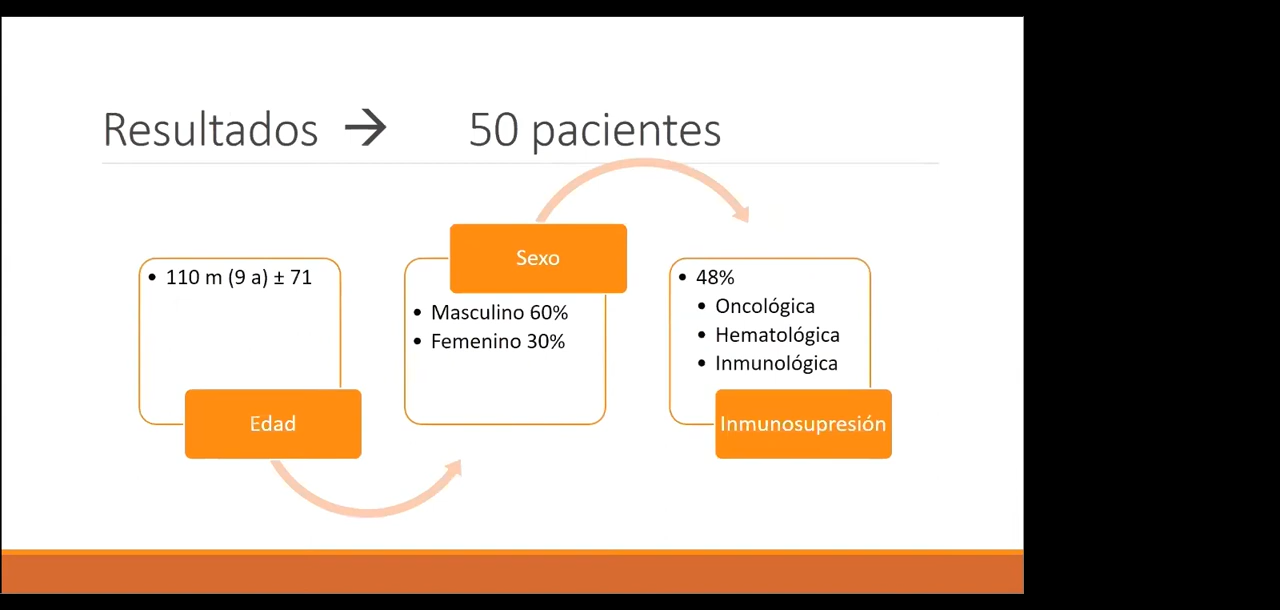 Resultados → 50 pacientes
• 110 m (9 a) ± 71
Edad
Sexo
• Masculino 60%
• Femenino 30%
• 48%
• Oncológica
• Hematológica
• Inmunológica
Inmunosupresión